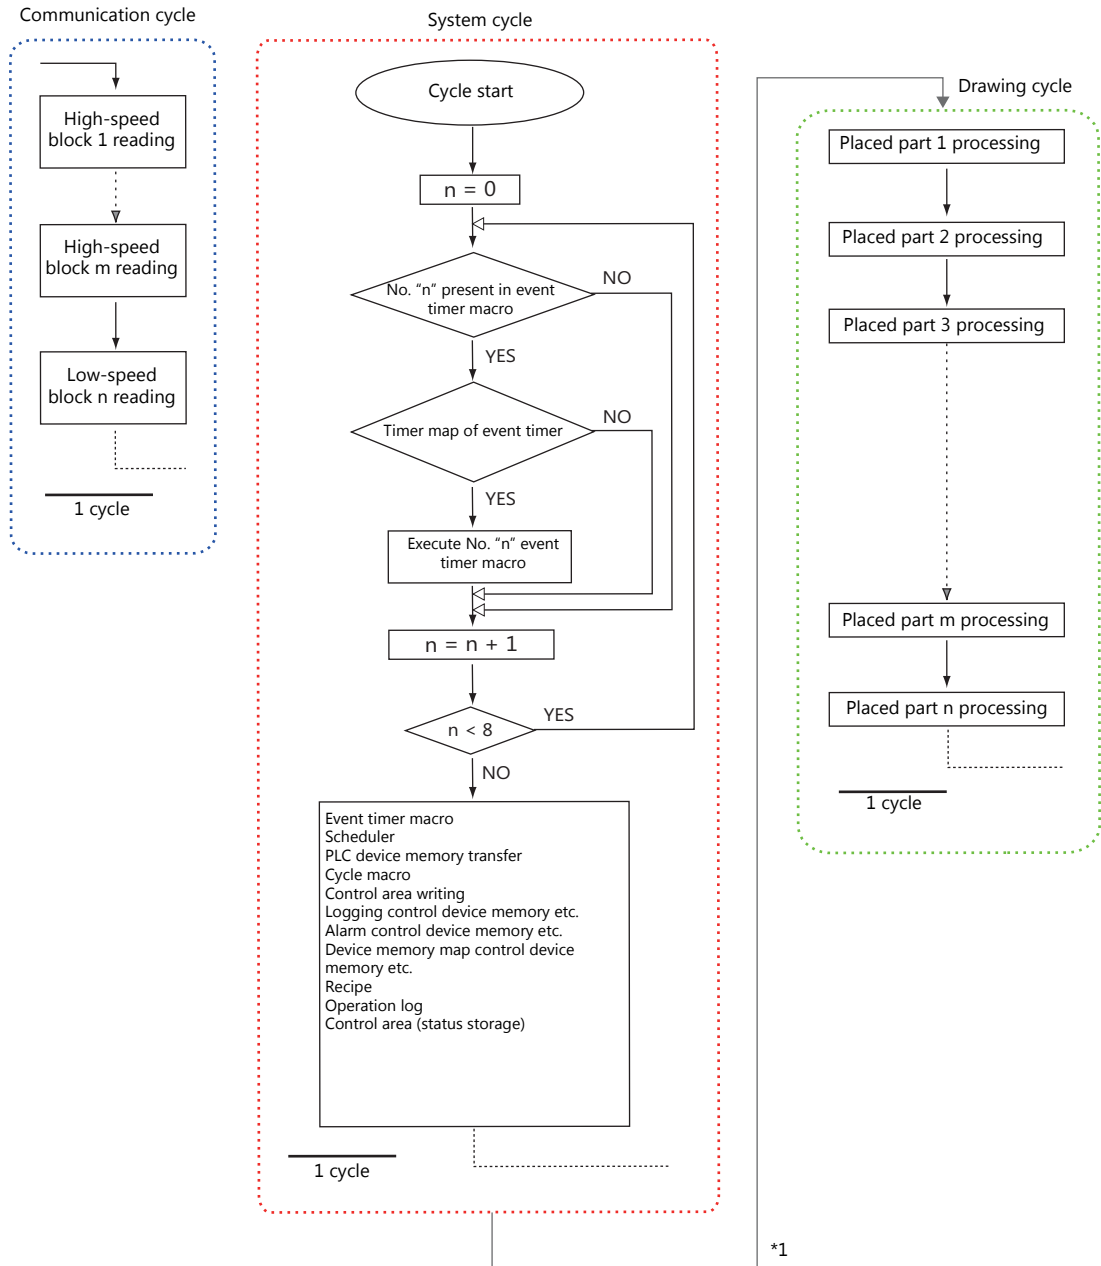 Communication cycle
High-speed
block 1 reading
High-speed
block m reading
Low-speed
block n reading
1 cycle
System cycle
Cycle start
n = 0
No. “n” present in event
timer macro
NO
YES
Timer map of event timer
NO
YES
Execute No. “n” event
timer macro
n = n + 1
n < 8
YES
NO
Event timer macro
Scheduler
PLC device memory transfer
Cycle macro
Control area writing
Logging control device memory etc.
Alarm control device memory etc.
Device memory map control device
memory etc.
Recipe
Operation log
Control area (status storage)
1 cycle
Drawing cycle
Placed part 1 processing
Placed part 2 processing
Placed part 3 processing
Placed part m processing
Placed part n processing
1 cycle
*1